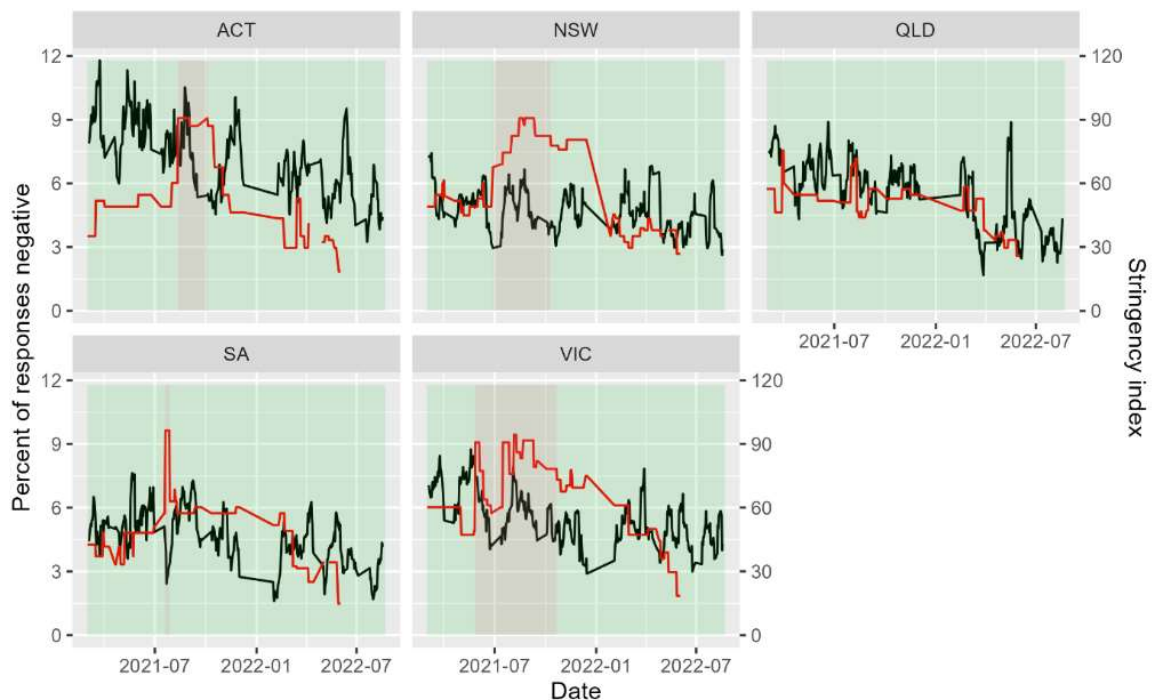 ACT NSW QLD
12 120
9 90
6 60
3 30
0 0
2021-07 2022-01 2022-07
SA VIC
12 120
9 90
6 60
3 30
0 0
2021-07 2022-01 2022-07 2021-07 2022-01 2022-07
Date
Percent of responses negative
Stringency index